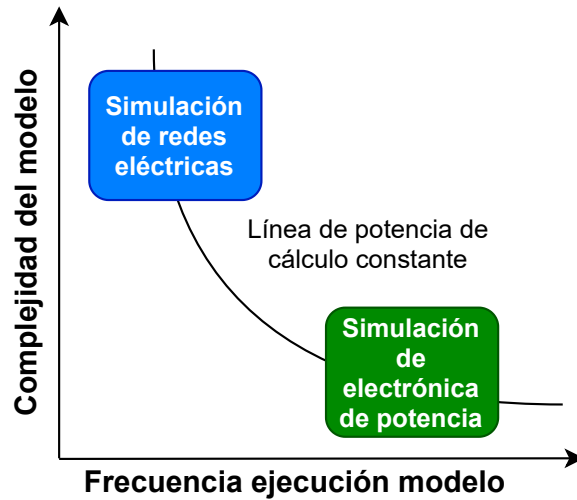 Complejidad del modelo
Simulación
de redes
eléctricas
Línea de potencia de
cálculo constante
Simulación
de
electrónica
de potencia
Frecuencia ejecución modelo